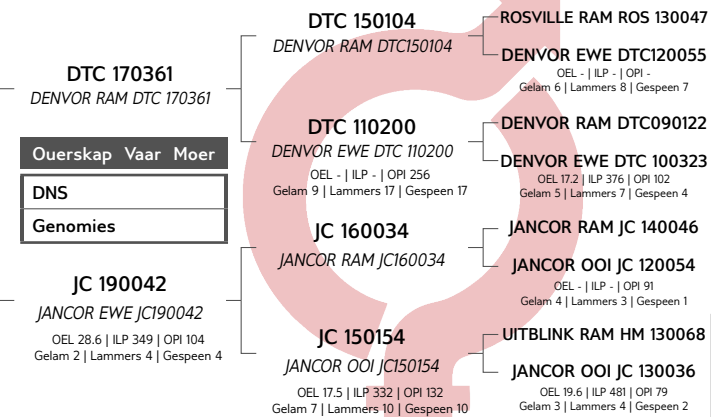 DTC 170361
DENVOR RAM DTC 170361
Ouerskap Vaar Moer
DNS
Genomies
JC 190042
JANCOR EWE JC190042
OEL 28.6 | ILP 349 | OPI 104
Gelam 2 | Lammers 4 | Gespeen 4
DTC 150104
DENVOR RAM DTC150104
DTC 110200
DENVOR EWE DTC 110200
OEL - | ILP - | OPI 256
Gelam 9 | Lammers 17 | Gespeen 17
JC 160034
JANCOR RAM JC160034
JC 150154
JANCOR OOI JC150154
OEL 17.5 | ILP 332 | OPI 132
Gelam 7 | Lammers 10 | Gespeen 10
ROSVILLE RAM ROS 130047
DENVOR EWE DTC120055
OEL - | ILP - | OPI -
Gelam 6 | Lammers 8 | Gespeen 7
DENVOR RAM DTC090122
DENVOR EWE DTC 100323
OEL 17.2 | ILP 376 | OPI 102
Gelam 5 | Lammers 7 | Gespeen 4
JANCOR RAM JC 140046
JANCOR OOI JC 120054
OEL - | ILP - | OPI 91
Gelam 4 | Lammers 3 | Gespeen 1
UITBLINK RAM HM 130068
JANCOR OOI JC 130036
OEL 19.6 | ILP 481 | OPI 79
Gelam 3 | Lammers 4 | Gespeen 2